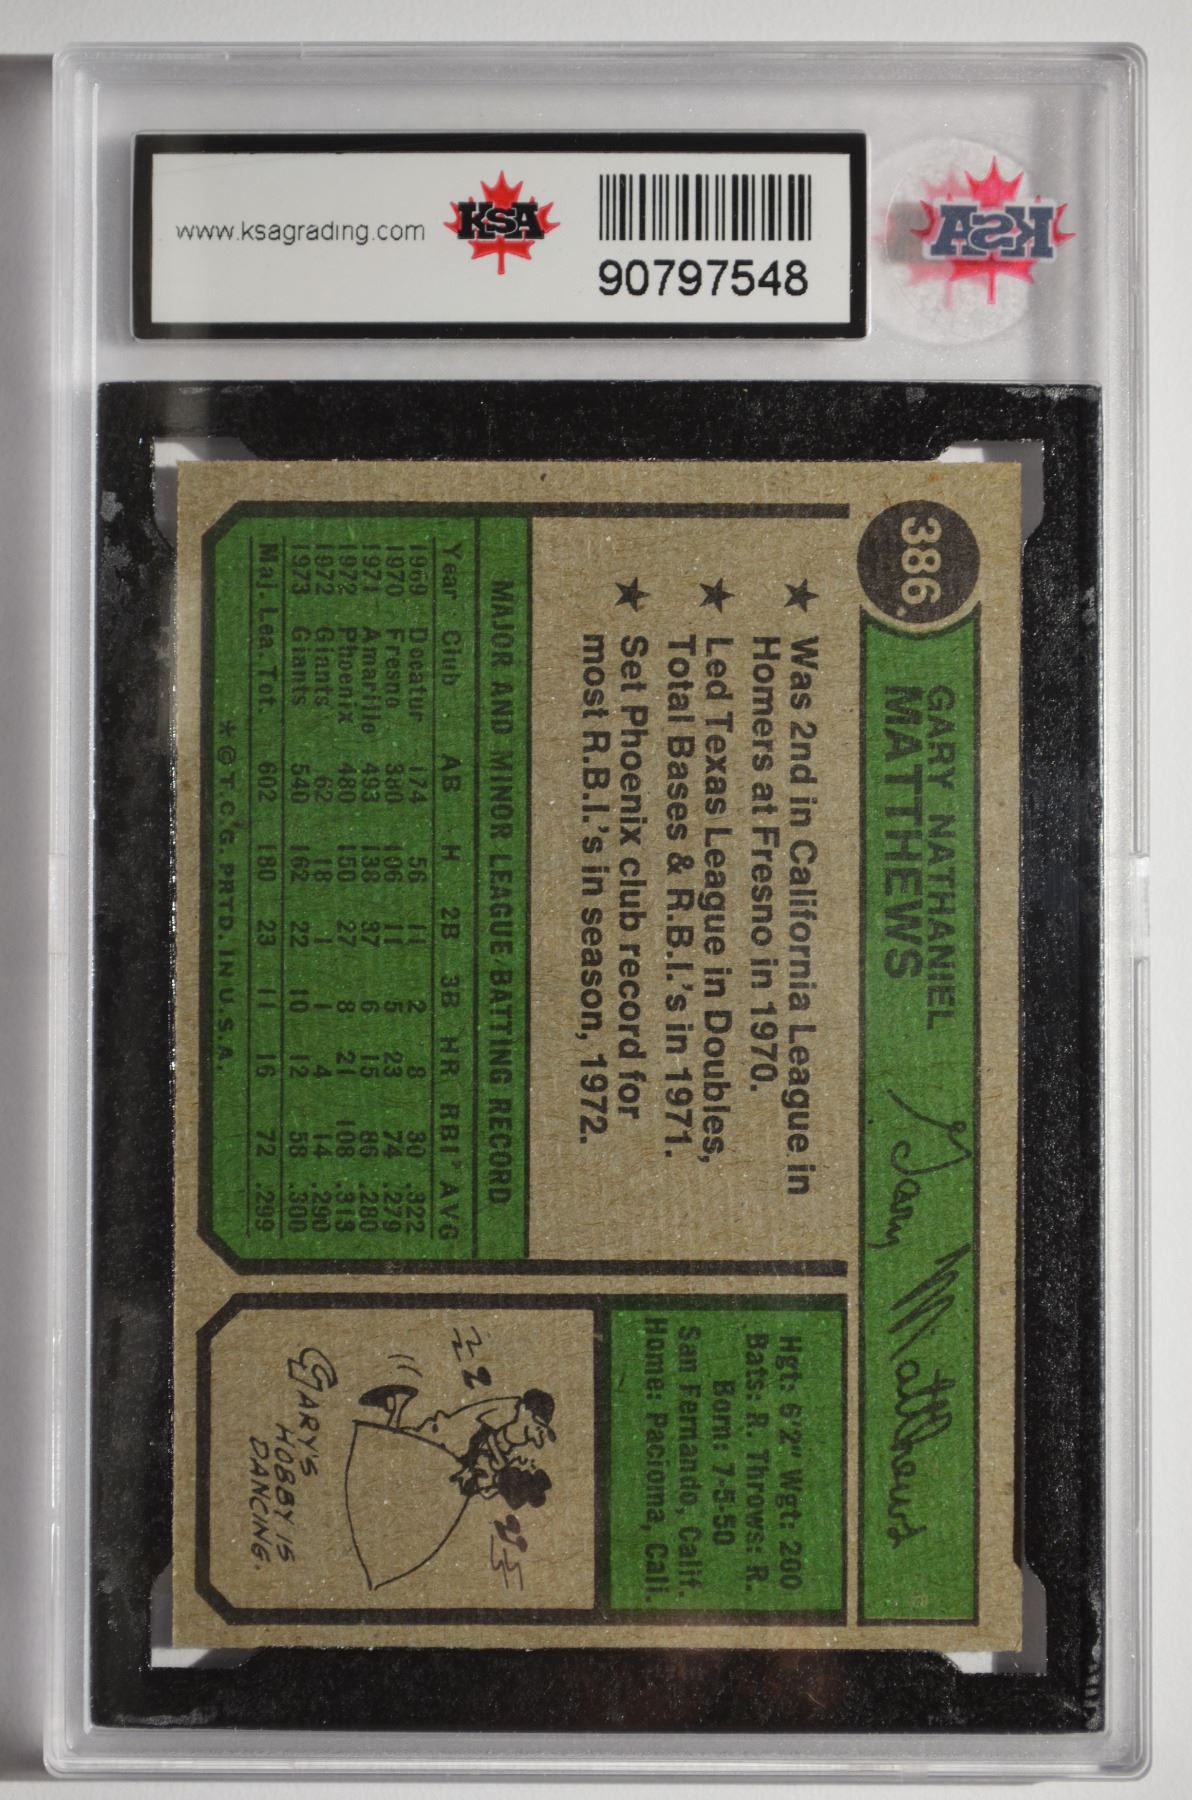 www.ksagrading.com
KSA
90797548
KSA
386
GARY NATHANIEL
MATTHEWS
Gary Matthews
★ Was 2nd in California League in
Homers at Fresno in 1970.
★ Led Texas League in Doubles,
Total Bases & R.B.I.'s in 1971.
★ Set Phoenix club record for
most R.B.I.'s in season, 1972.
Hgt: 6'2" Wgt: 200
Bats: R. Throws: R.
Born: 7-5-50
San Fernando, Calif.
Home: Pacioma, Cali.
MAJOR AND MINOR LEAGUE BATTING RECORD
Year Club AB H 2B 3B HR RBI AVG
1969 Decatur 174 56 11 2 8 30 .322
1970 Fresno 380 106 11 5 23 74 .279
1971 Amarillo 493 138 37 6 15 86 .280
1972 Phoenix 480 150 27 8 21 108 .313
1972 Giants 62 18 1 1 4 14 .290
1973 Giants 540 162 22 10 12 58 .300
Maj. Lea. Tot. 602 180 23 11 16 72 .299
* © T.C.G. PRTD. IN U.S.A.
GARY'S
HOBBY IS
DANCING.